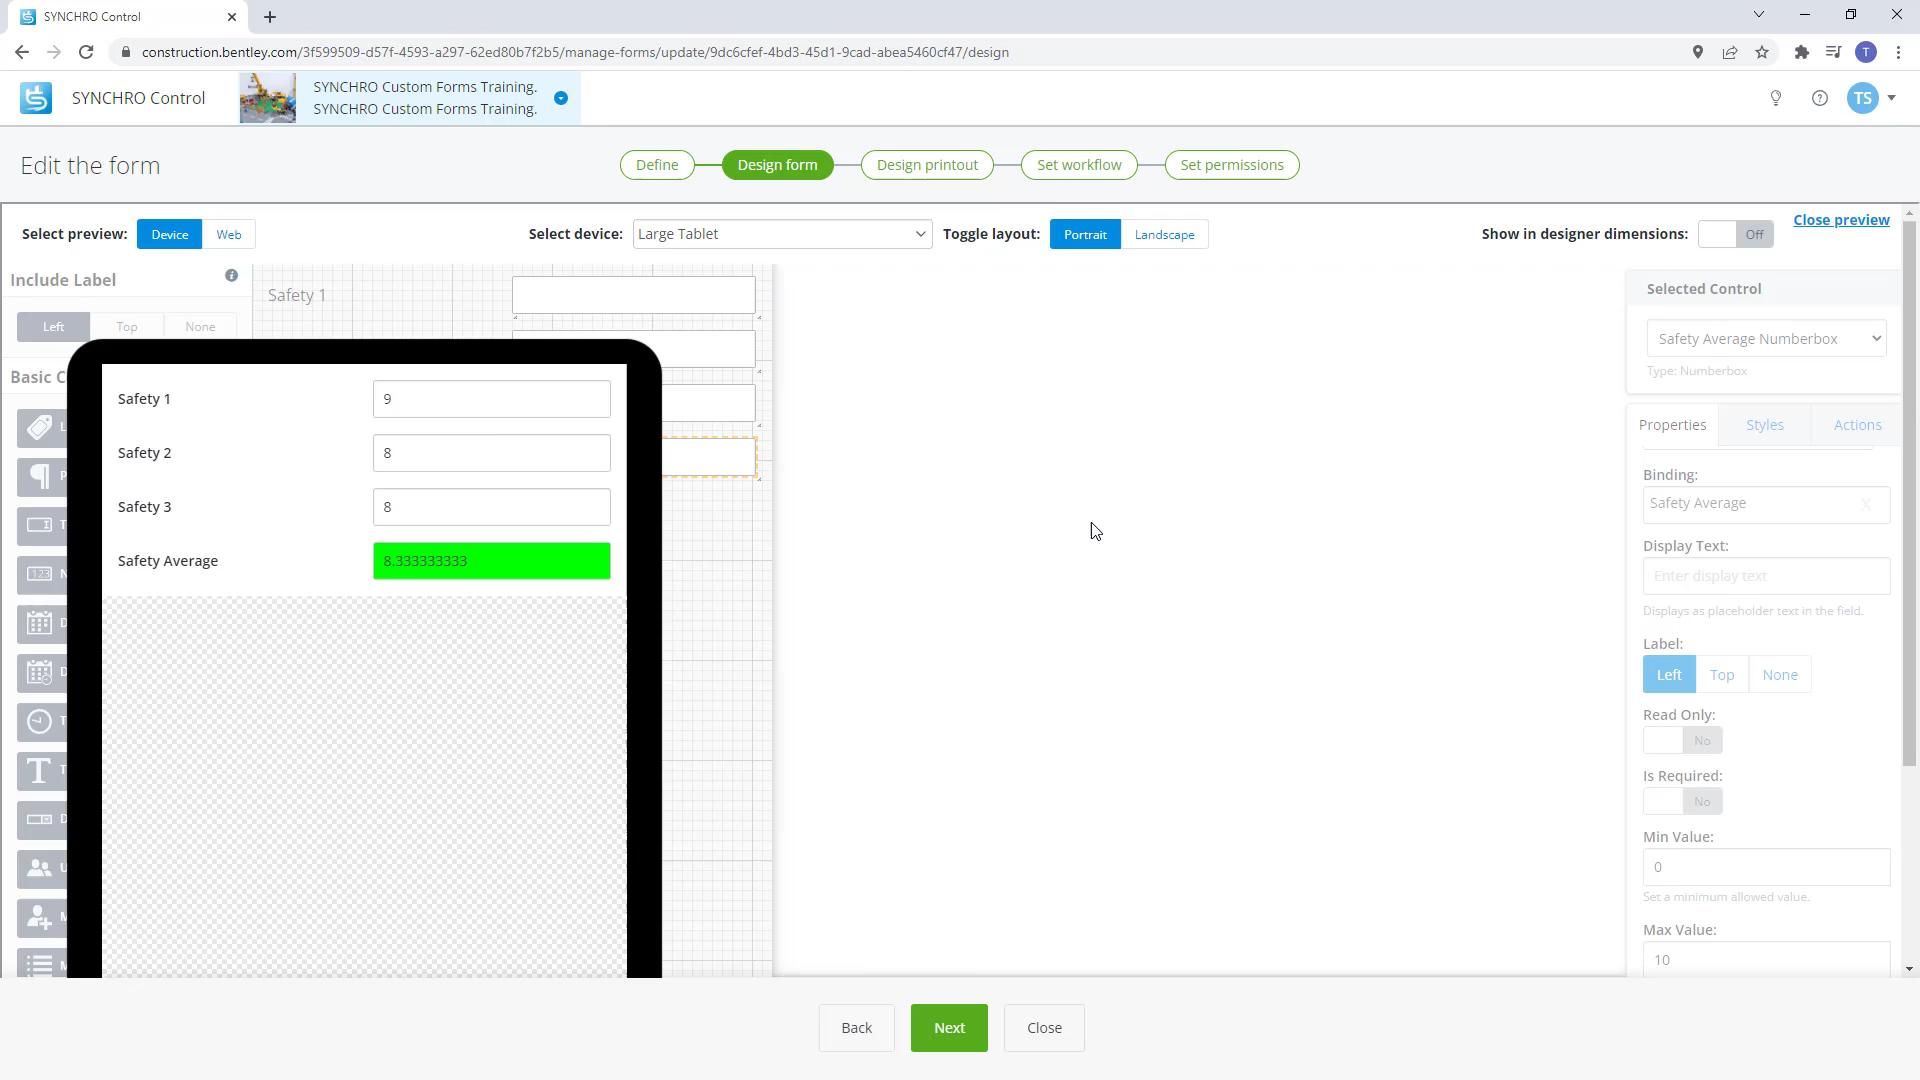 SYNCHRO Control
construction.bentley.com/3f599509-d57f-4593-a297-62ed80b7f2b5/manage-forms/update/9dc6cfef-4bd3-45d1-9cad-abea5460cf47/design
T
SYNCHRO Control
SYNCHRO Custom Forms Training.
SYNCHRO Custom Forms Training.
TS
Edit the form
Define
Design form
Design printout
Set workflow
Set permissions
Select preview:
Device
Web
Select device:
Large Tablet
Toggle layout:
Portrait
Landscape
Show in designer dimensions:
Off
Close preview
Include Label
Left
Top
None
Basic C
Safety 1
Safety 1
9
Safety 2
8
Safety 3
8
Safety Average
8.333333333
Selected Control
Safety Average Numberbox
Type: Numberbox
Properties
Styles
Actions
Binding:
Safety Average
X
Display Text:
Enter display text
Displays as placeholder text in the field.
Label:
Left
Top
None
Read Only:
No
Is Required:
No
Min Value:
0
Set a minimum allowed value.
Max Value:
10
Back
Next
Close